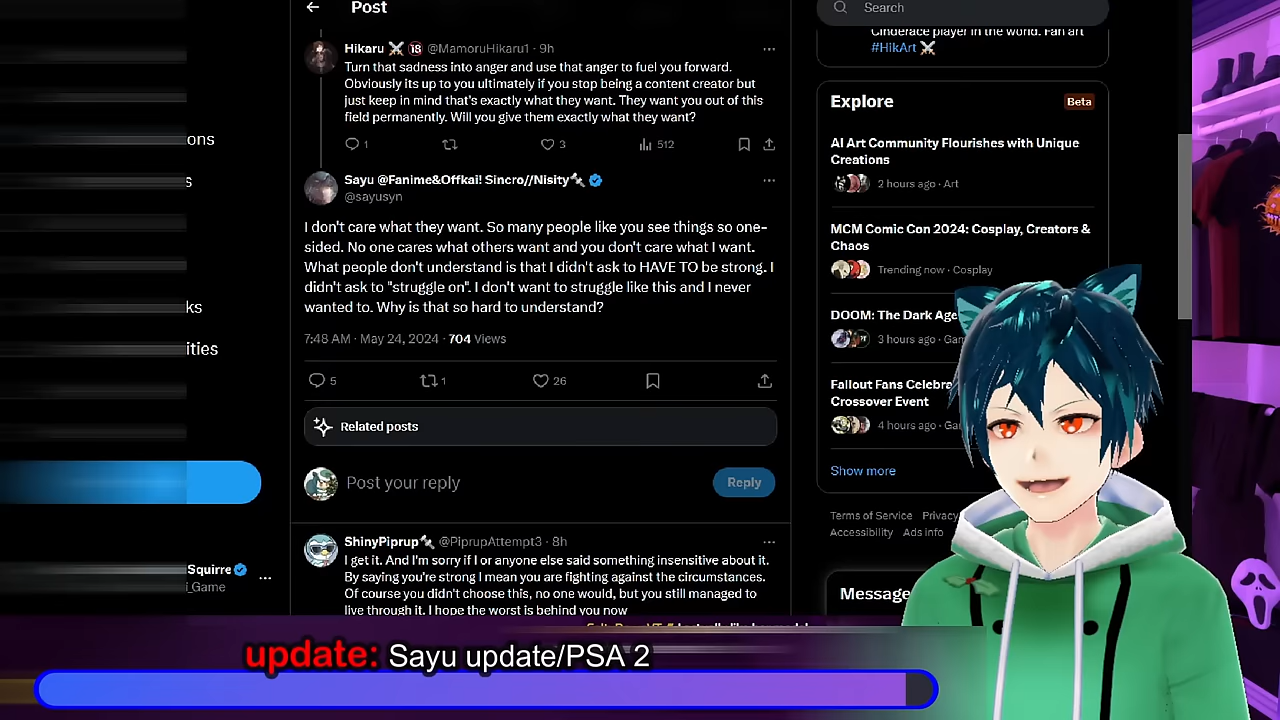 Post
Search
Hikaru ⚔️ 🔞 @MamoruHikaru1 · 9h
Turn that sadness into anger and use that anger to fuel you forward.
Obviously its up to you ultimately if you stop being a content creator but
just keep in mind that's exactly what they want. They want you out of this
field permanently. Will you give them exactly what they want?
1
3
512
Sayu @Fanime&Offkai! Sincro//Nisity
@sayusyn
I don't care what they want. So many people like you see things so one-
sided. No one cares what others want and you don't care what I want.
What people don't understand is that I didn't ask to HAVE TO be strong. I
didn't ask to "struggle on". I don't want to struggle like this and I never
wanted to. Why is that so hard to understand?
7:48 AM · May 24, 2024 · 704 Views
5
1
26
Related posts
Post your reply
Reply
ShinyPiprup @PiprupAttempt3 · 8h
I get it. And I'm sorry if I or anyone else said something insensitive about it.
By saying you're strong I mean you are fighting against the circumstances.
Of course you didn't choose this, no one would, but you still managed to
live through it. I hope the worst is behind you now
ons
s
ks
ities
Squirre
_Game
Cinderace player in the world. Fan art
#HikArt ⚔️
Explore
Beta
AI Art Community Flourishes with Unique
Creations
2 hours ago · Art
MCM Comic Con 2024: Cosplay, Creators &
Chaos
Trending now · Cosplay
DOOM: The Dark Age
3 hours ago · Gam
Fallout Fans Celebra
Crossover Event
4 hours ago · Ga
Show more
Terms of Service Privacy
Accessibility Ads info
Message
update: Sayu update/PSA 2